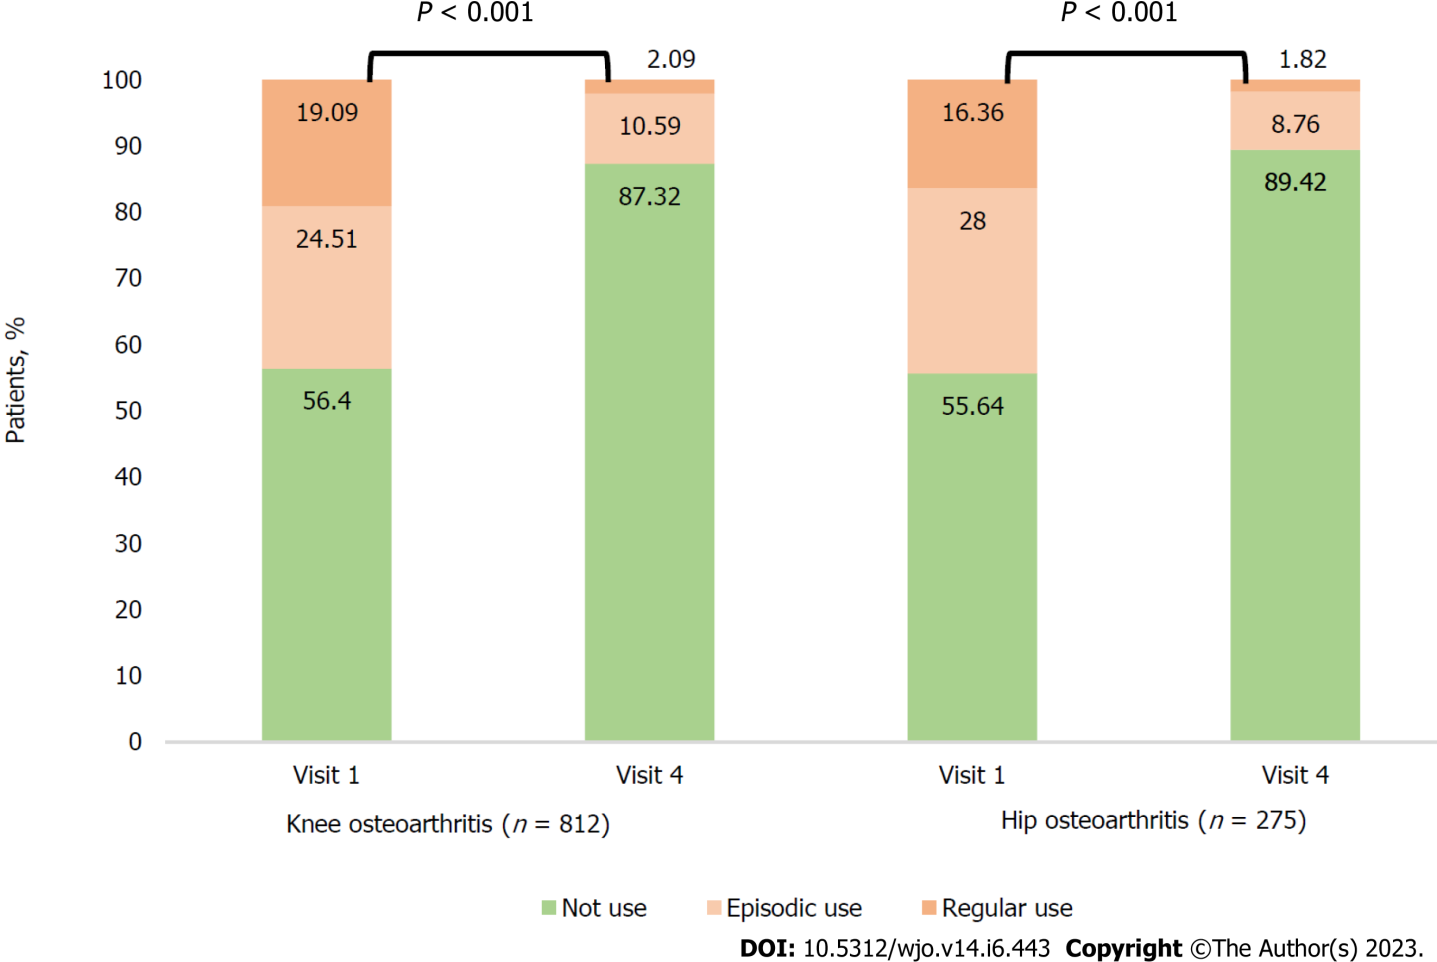 P < 0.001 P < 0.001
2.09 1.82
100
19.09 16.36
10.59 8.76
90
87.32 89.42
80
24.51 28
70
Patients, %
60
56.4 55.64
50
40
30
20
10
0
Visit 1 Visit 4 Visit 1 Visit 4
Knee osteoarthritis (n = 812) Hip osteoarthritis (n = 275)
Not use Episodic use Regular use
DOI: 10.5312/wjo.v14.i6.443 Copyright ©The Author(s) 2023.